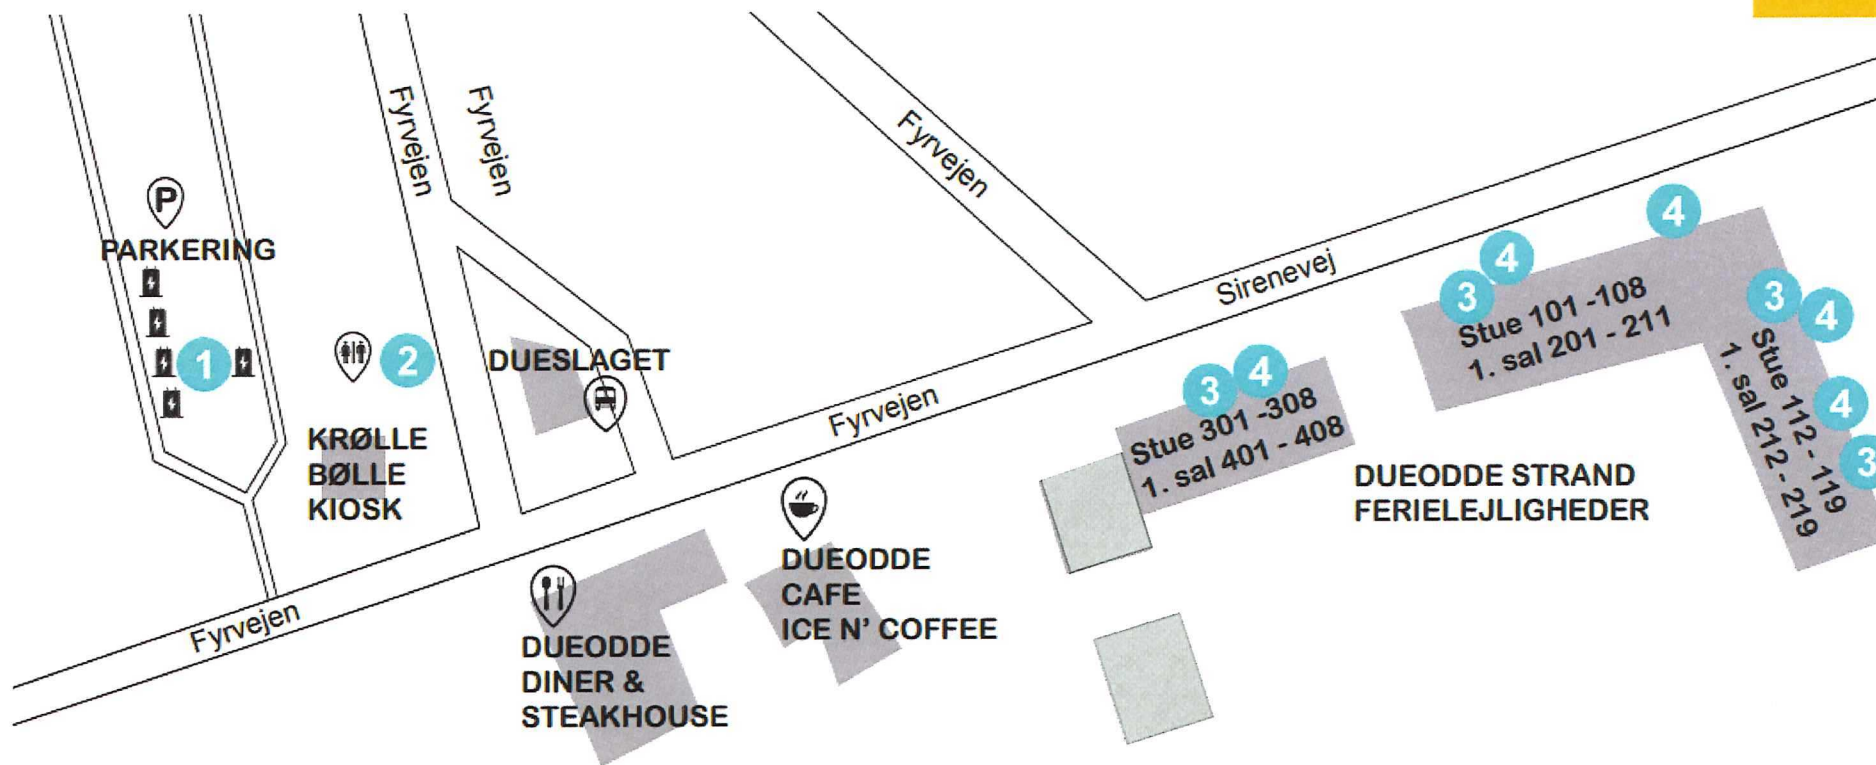 Fyrvejen
Fyrvejen
Fyrvejen
P
PARKERING
1
2
DUESLAGET
KRØLLE
BØLLE
KIOSK
Fyrvejen
Fyrvejen
Sirenevej
4
4
3
Stue 101 -108
1. sal 201 - 211
3
4
Stue 112 - 119
1. sal 212 - 219
4
3
3
4
Stue 301 -308
1. sal 401 - 408
DUEODDE STRAND
FERIELEJLIGHEDER
DUEODDE
CAFE
ICE N' COFFEE
DUEODDE
DINER &
STEAKHOUSE